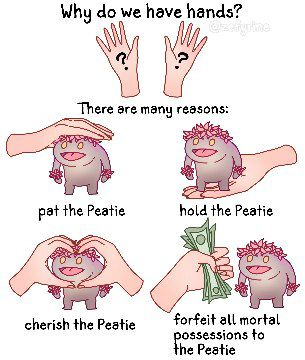 Why do we have hands?
?
?
There are many reasons:
pat the Peatie
hold the Peatie
cherish the Peatie
forfeit all mortal
possessions to
the Peatie